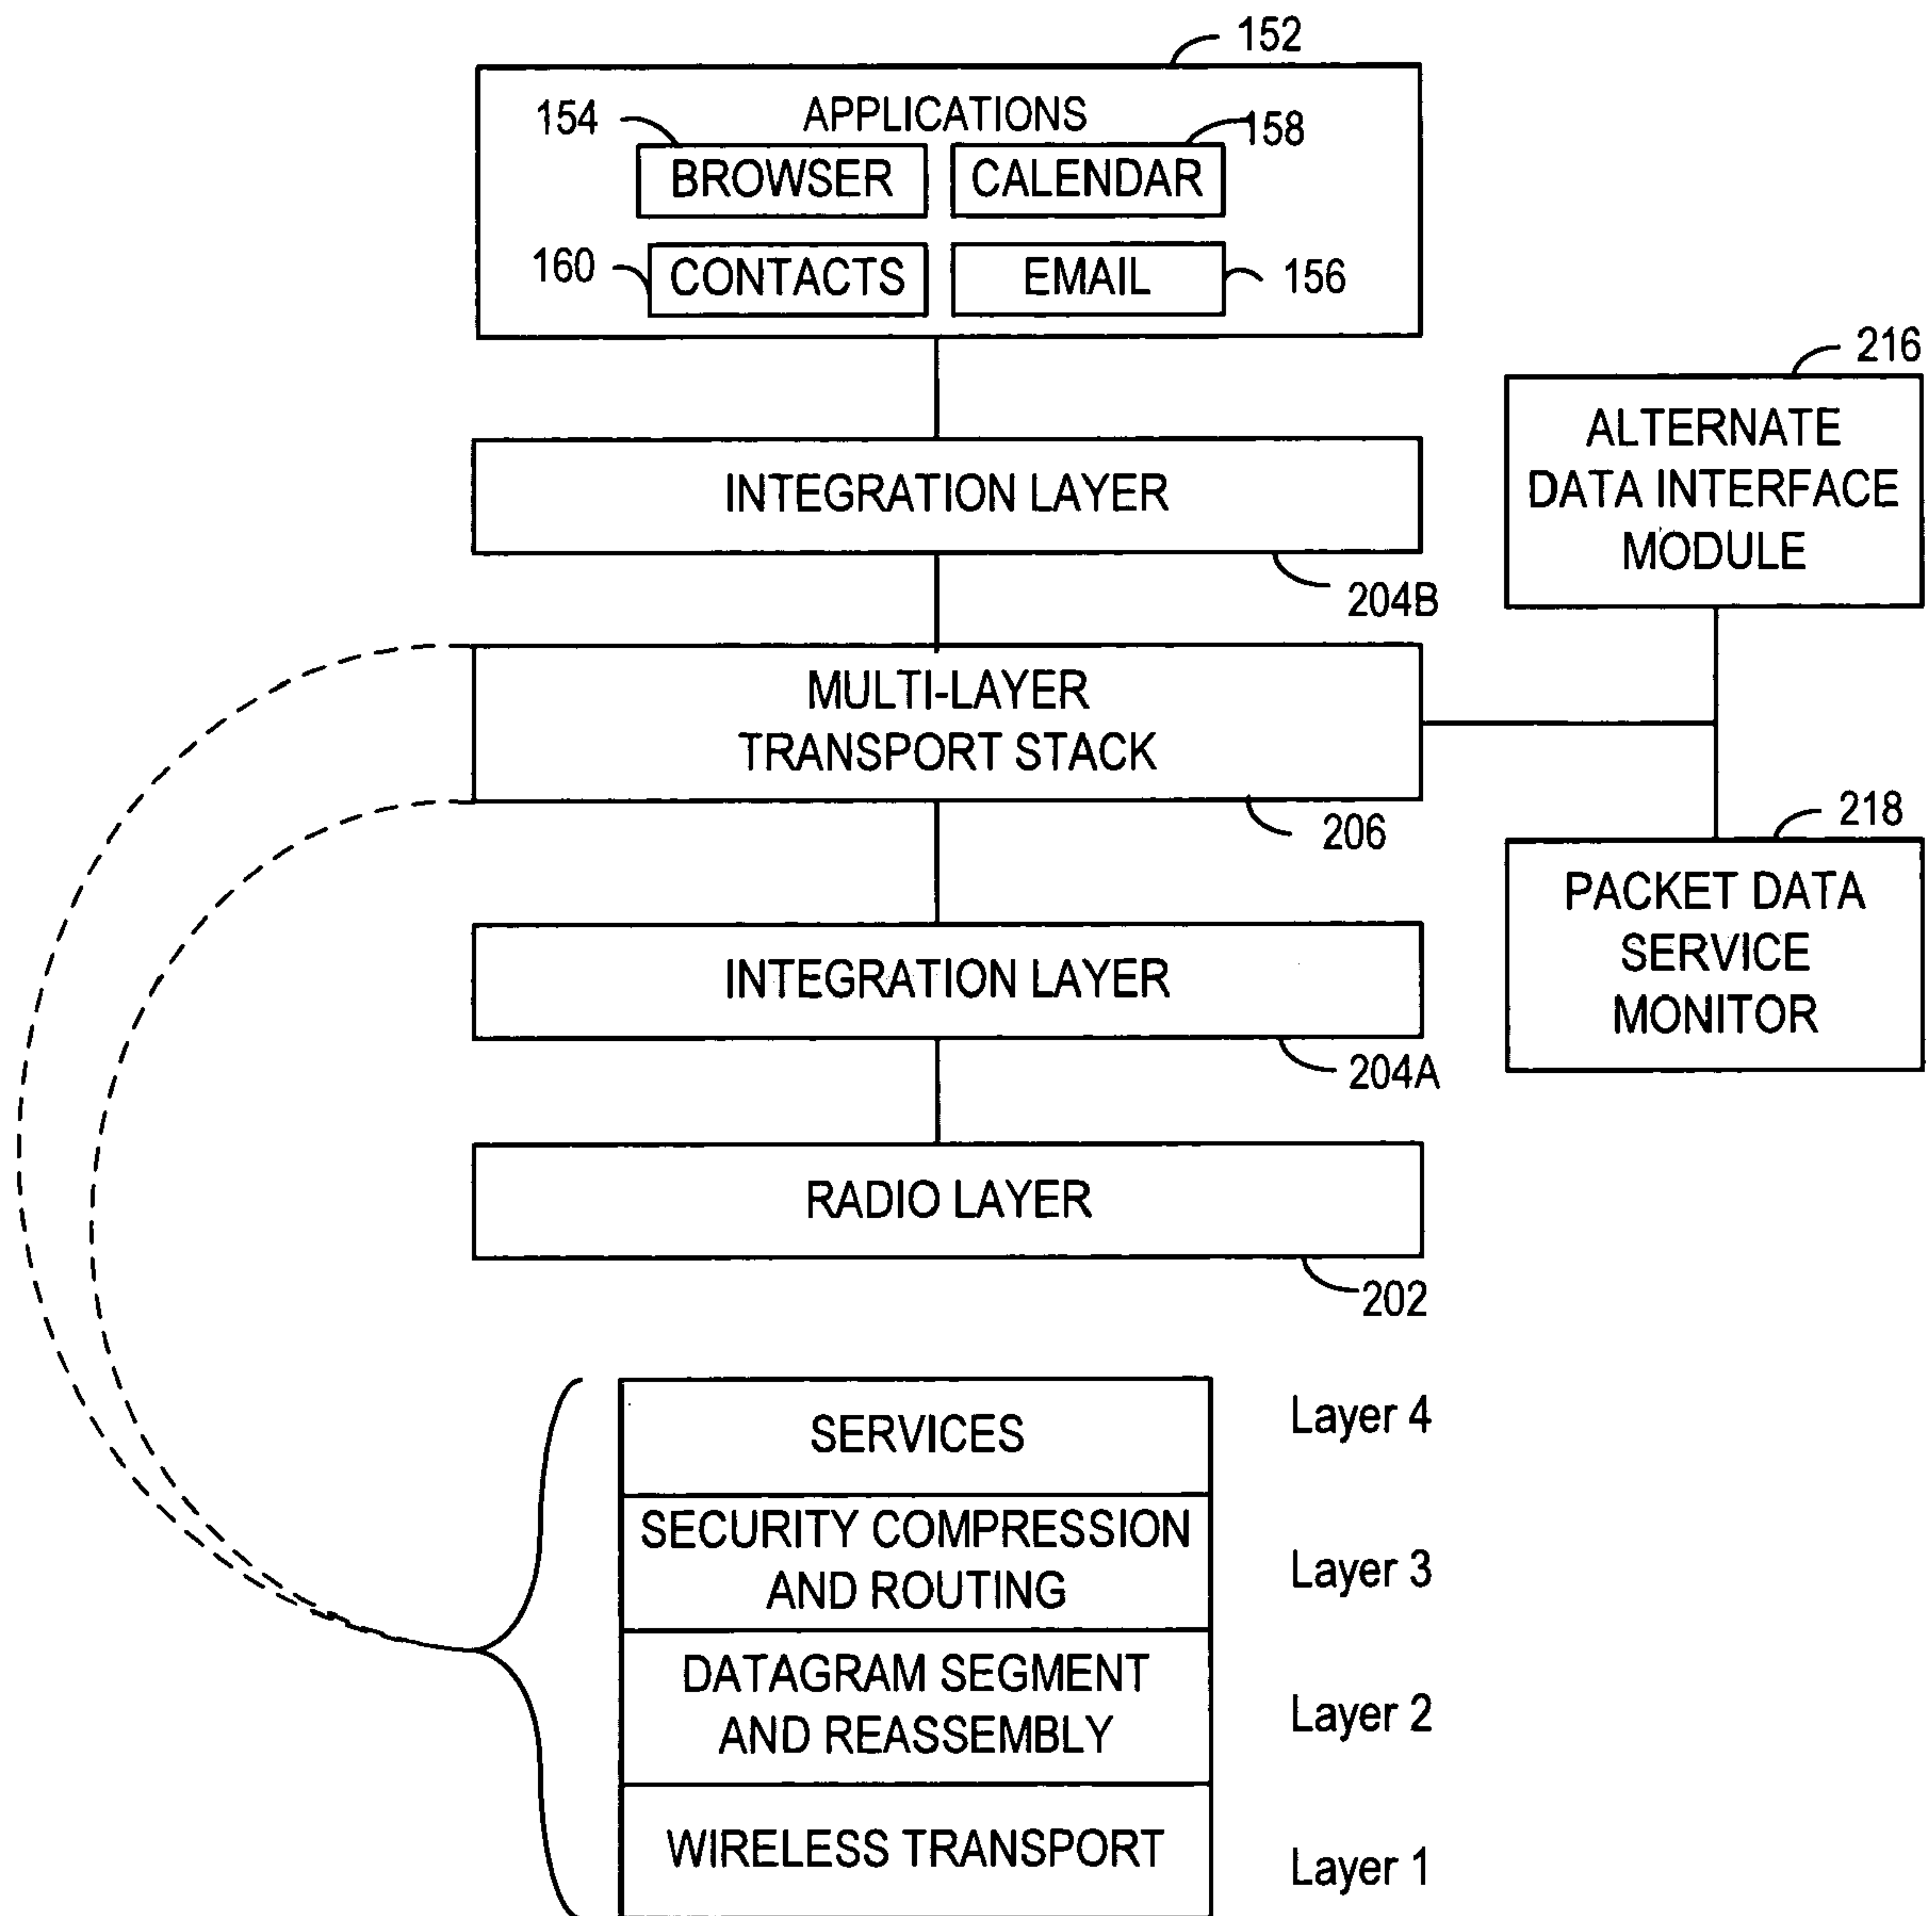 152
APPLICATIONS
154
158
BROWSER
CALENDAR
160
CONTACTS
EMAIL
156
216
ALTERNATE
DATA INTERFACE
MODULE
INTEGRATION LAYER
204B
MULTI-LAYER
TRANSPORT STACK
206
218
PACKET DATA
SERVICE
MONITOR
INTEGRATION LAYER
204A
RADIO LAYER
202
SERVICES
Layer 4
SECURITY COMPRESSION
AND ROUTING
Layer 3
DATAGRAM SEGMENT
AND REASSEMBLY
Layer 2
WIRELESS TRANSPORT
Layer 1